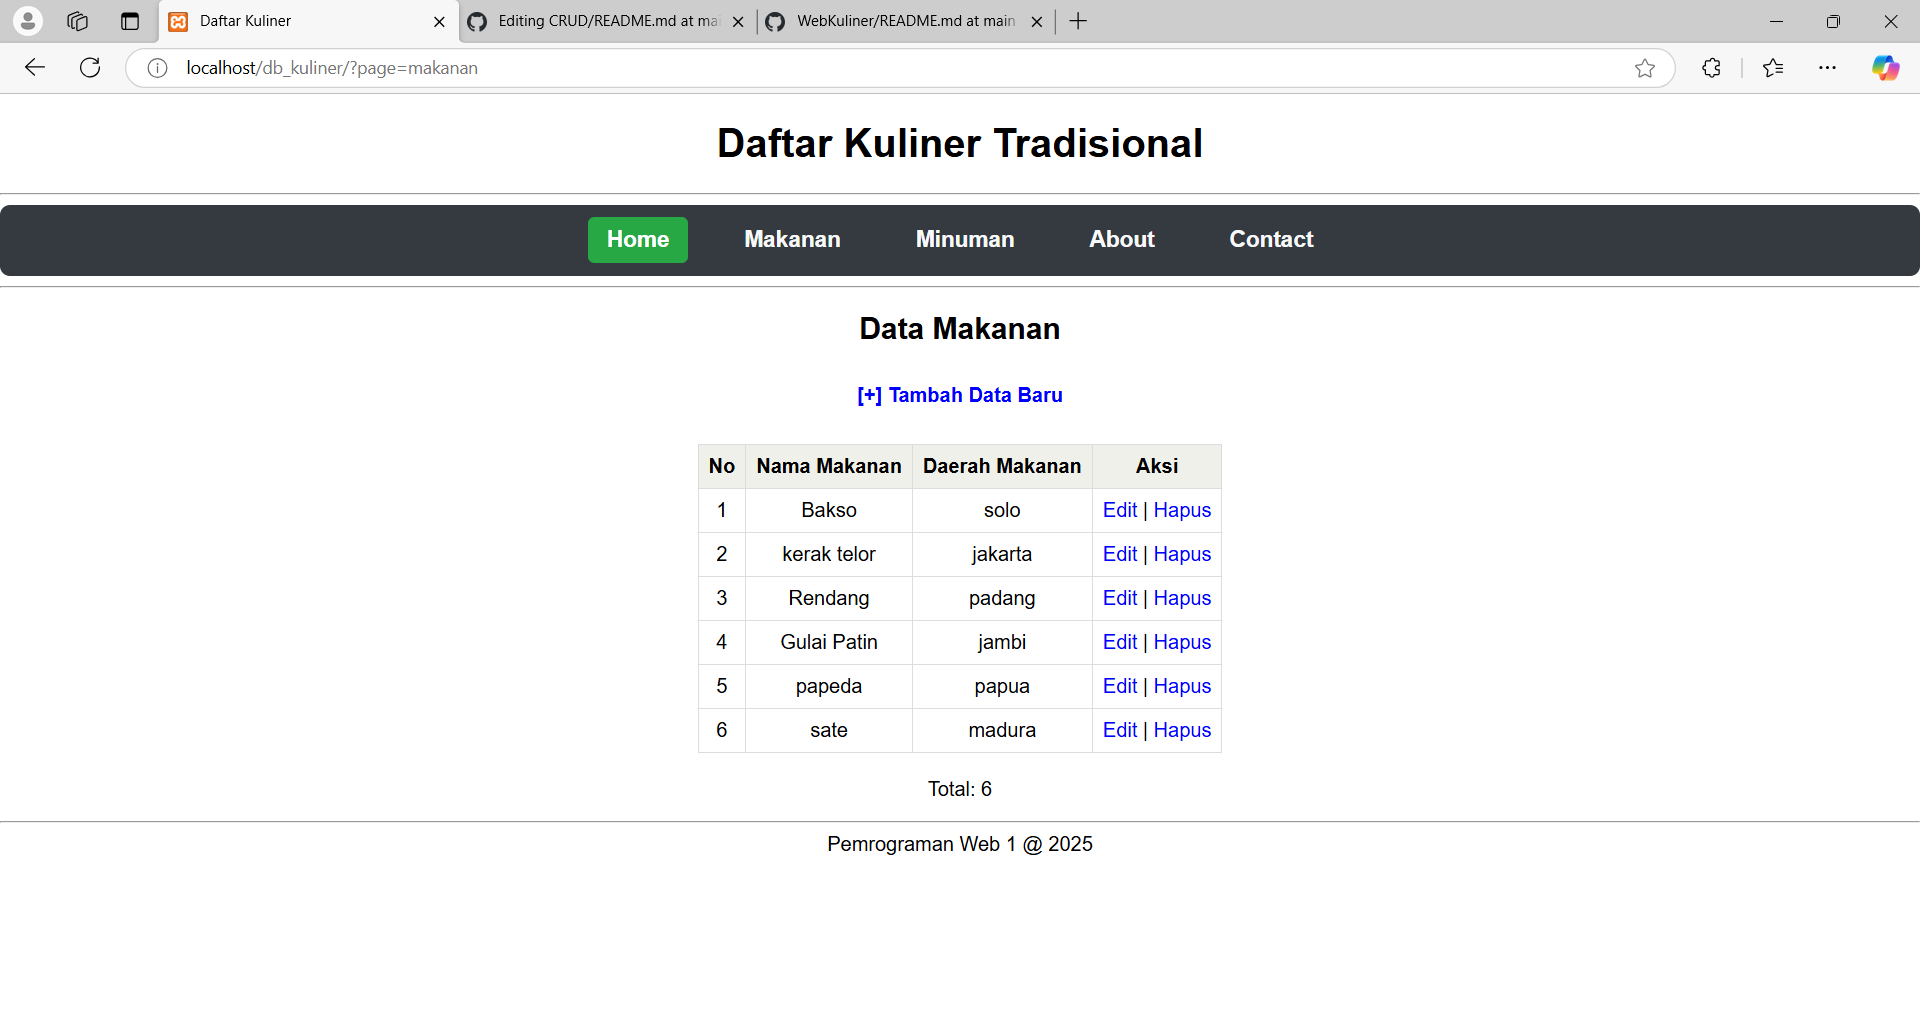 Daftar Kuliner
Editing CRUD/README.md at mai
WebKuliner/README.md at main
localhost/db_kuliner/?page=makanan
Daftar Kuliner Tradisional
Home Makanan Minuman About Contact
Data Makanan
[+] Tambah Data Baru
No Nama Makanan Daerah Makanan Aksi
1 Bakso solo Edit | Hapus
2 kerak telor jakarta Edit | Hapus
3 Rendang padang Edit | Hapus
4 Gulai Patin jambi Edit | Hapus
5 papeda papua Edit | Hapus
6 sate madura Edit | Hapus
Total: 6
Pemrograman Web 1 @ 2025